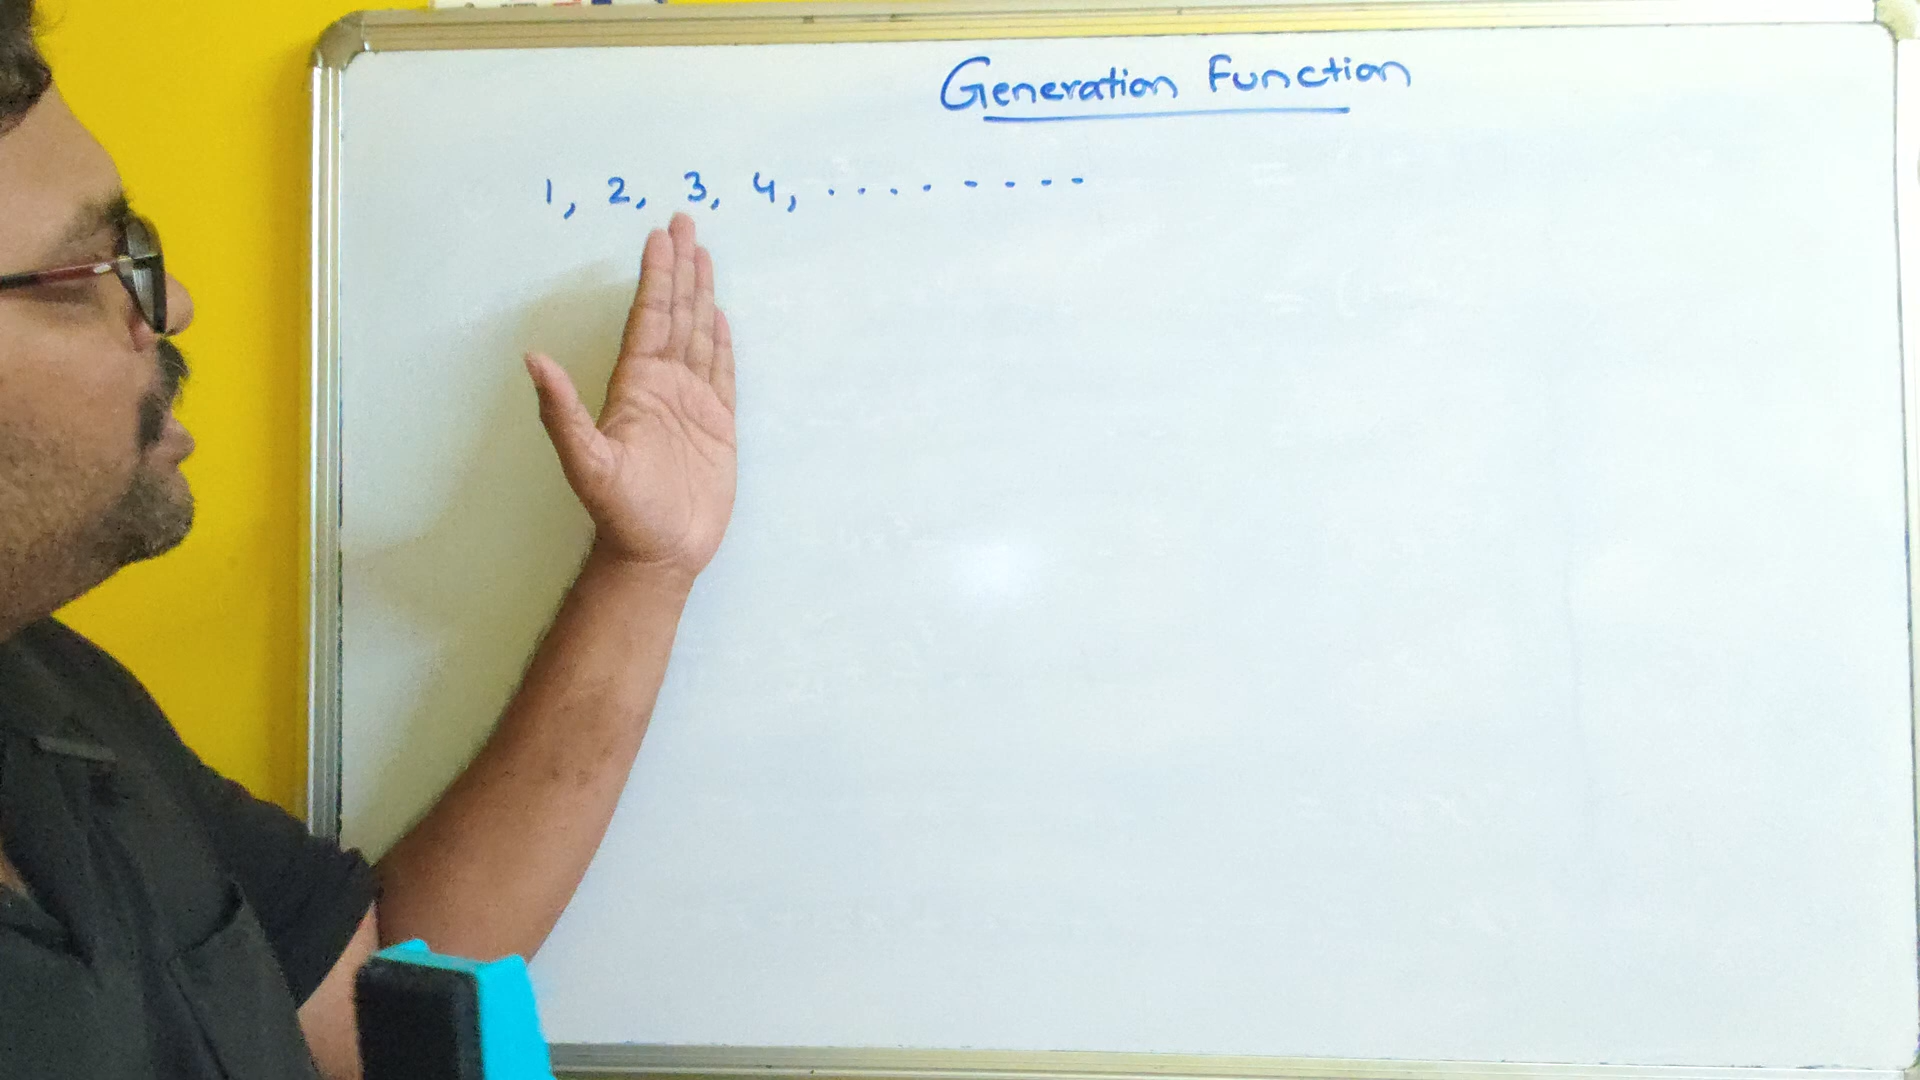 Generation Function
1, 2, 3, 4, .........